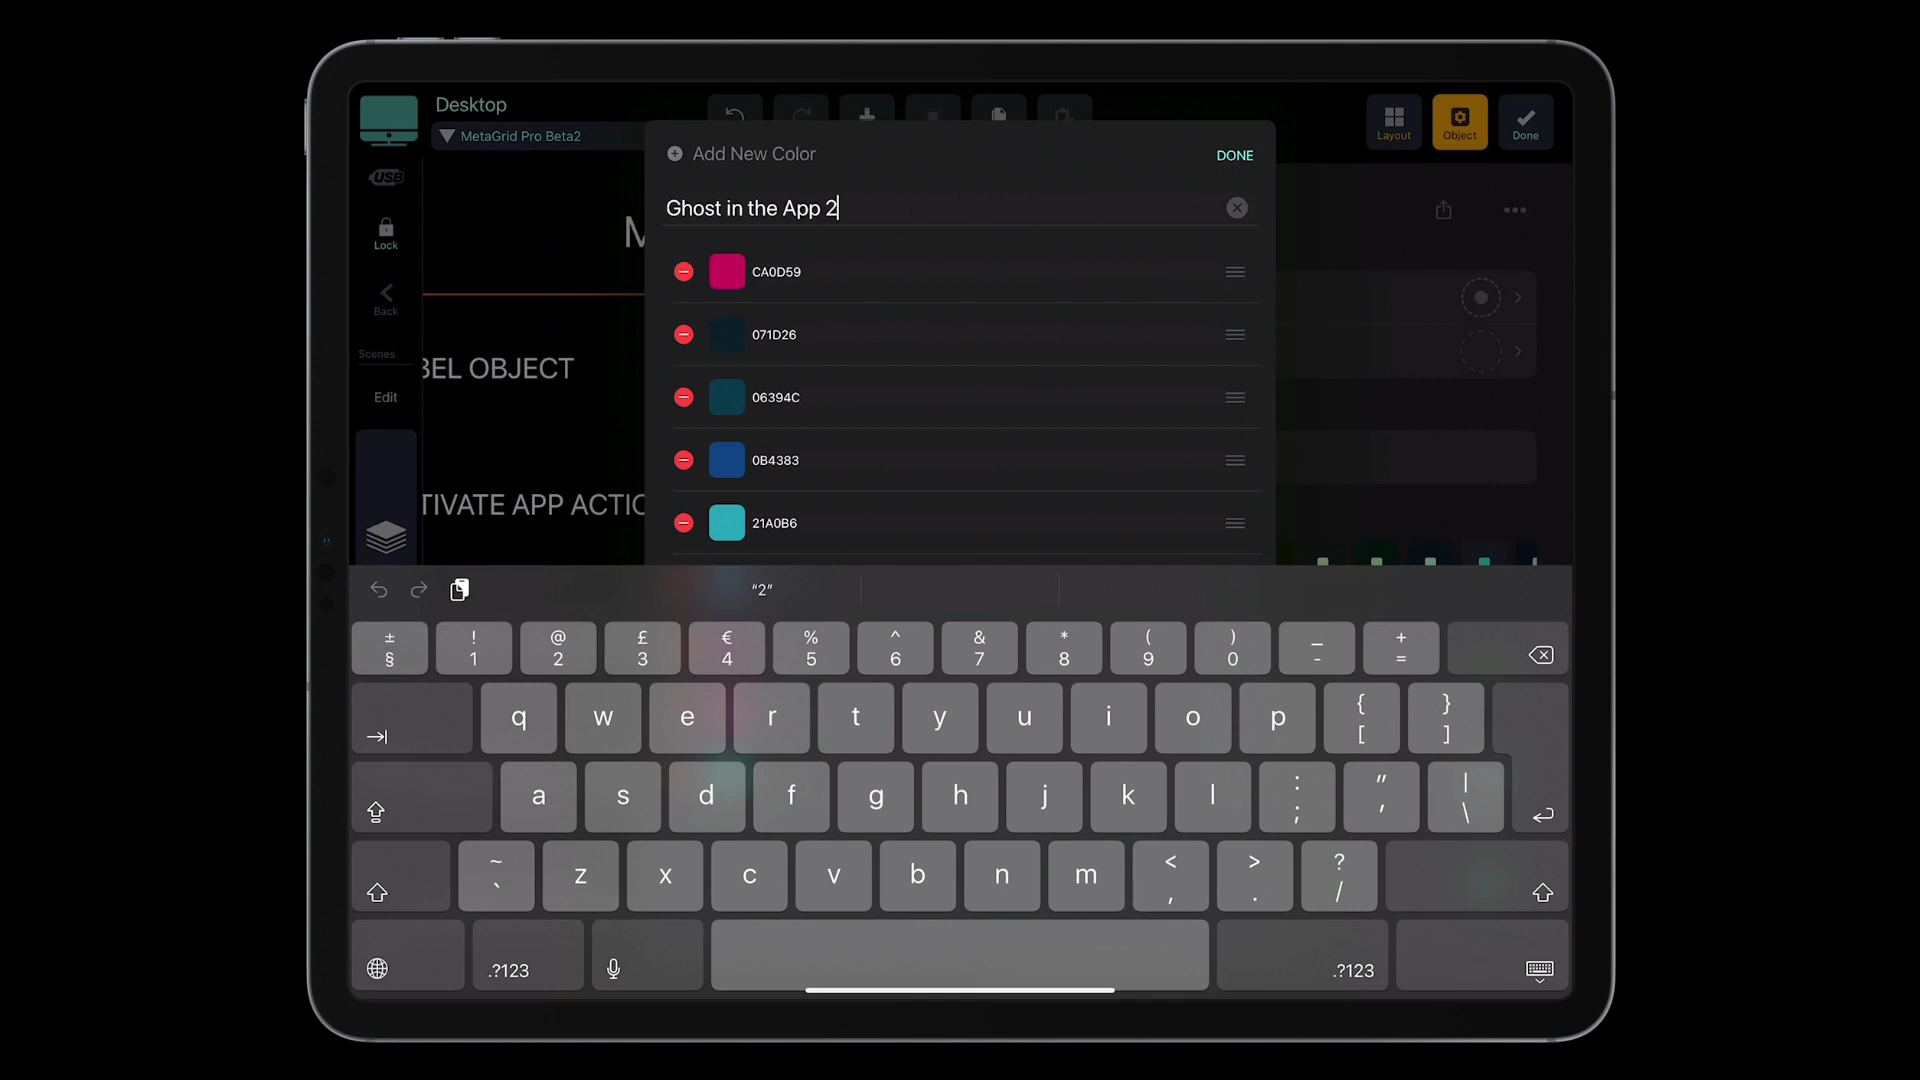 Desktop
MetaGrid Pro Beta2
Layout
Object
Done
USB
Lock
Back
Scenes
Edit
M
BEL OBJECT
TIVATE APP ACTIO
Add New Color
DONE
Ghost in the App 2
CA0D59
071D26
06394C
0B4383
21A0B6
“2”
± ! @ £ € % ^ & * ( ) _ +
§ 1 2 3 4 5 6 7 8 9 0 - =
q w e r t y u i o p { }
[ ]
a s d f g h j k l : " |
; ' \
~ z x c v b n m < > ?
` , . /
.?123 .?123